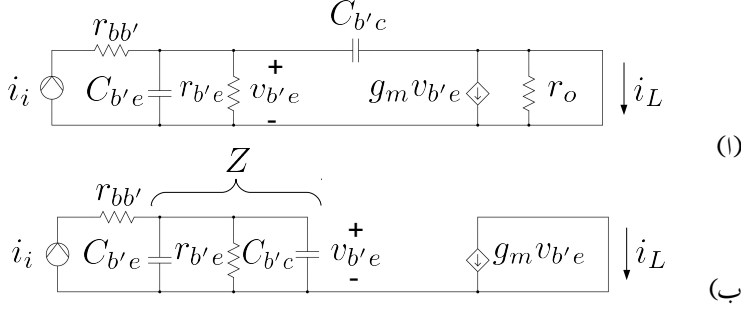 C_{b'c}
r_{bb'}
i_i C_{b'e} r_{b'e} + v_{b'e} - g_m v_{b'e} r_o i_L
(ا)
Z
r_{bb'}
i_i C_{b'e} r_{b'e} C_{b'c} + v_{b'e} - g_m v_{b'e} i_L
(ب